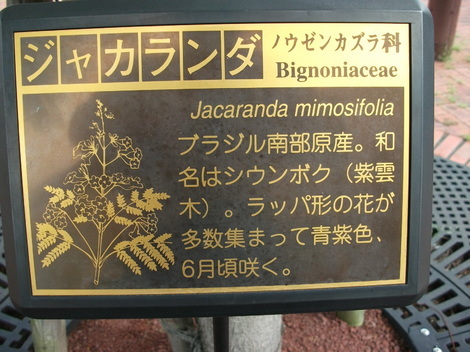 ジャカランダ
ノウゼンカズラ科
Bignoniaceae
Jacaranda mimosifolia
ブラジル南部原産。和
名はシウンボク（紫雲
木）。ラッパ形の花が
多数集まって青紫色、
6月頃咲く。